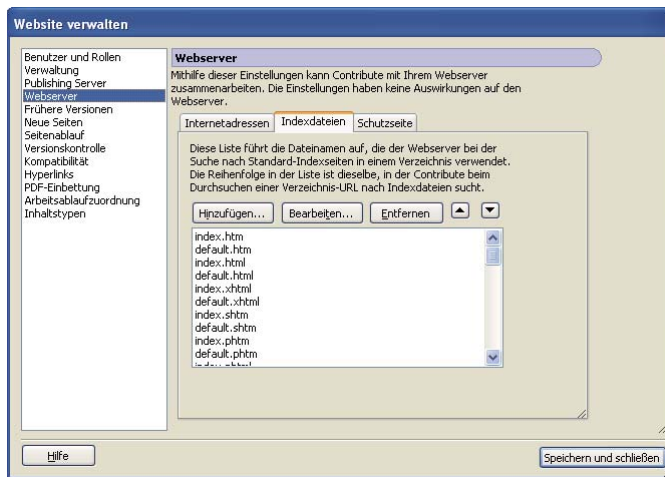 Website verwalten
Benutzer und Rollen
Verwaltung
Publishing Server
Webserver
Frühere Versionen
Neue Seiten
Seitenablauf
Versionskontrolle
Kompatibilität
Hyperlinks
PDF-Einbettung
Arbeitsablaufzuordnung
Inhaltstypen
Webserver
Mithilfe dieser Einstellungen kann Contribute mit Ihrem Webserver
zusammenarbeiten. Die Einstellungen haben keine Auswirkungen auf den
Webserver.
Internetadressen Indexdateien Schutzseite
Diese Liste führt die Dateinamen auf, die der Webserver bei der
Suche nach Standard-Indexseiten in einem Verzeichnis verwendet.
Die Reihenfolge in der Liste ist dieselbe, in der Contribute beim
Durchsuchen einer Verzeichnis-URL nach Indexdateien sucht.
Hinzufügen... Bearbeiten... Entfernen
index.htm
default.htm
index.html
default.html
index.xhtml
default.xhtml
index.shtm
default.shtm
index.phtm
default.phtm
index.phtml
Hilfe
Speichern und schließen